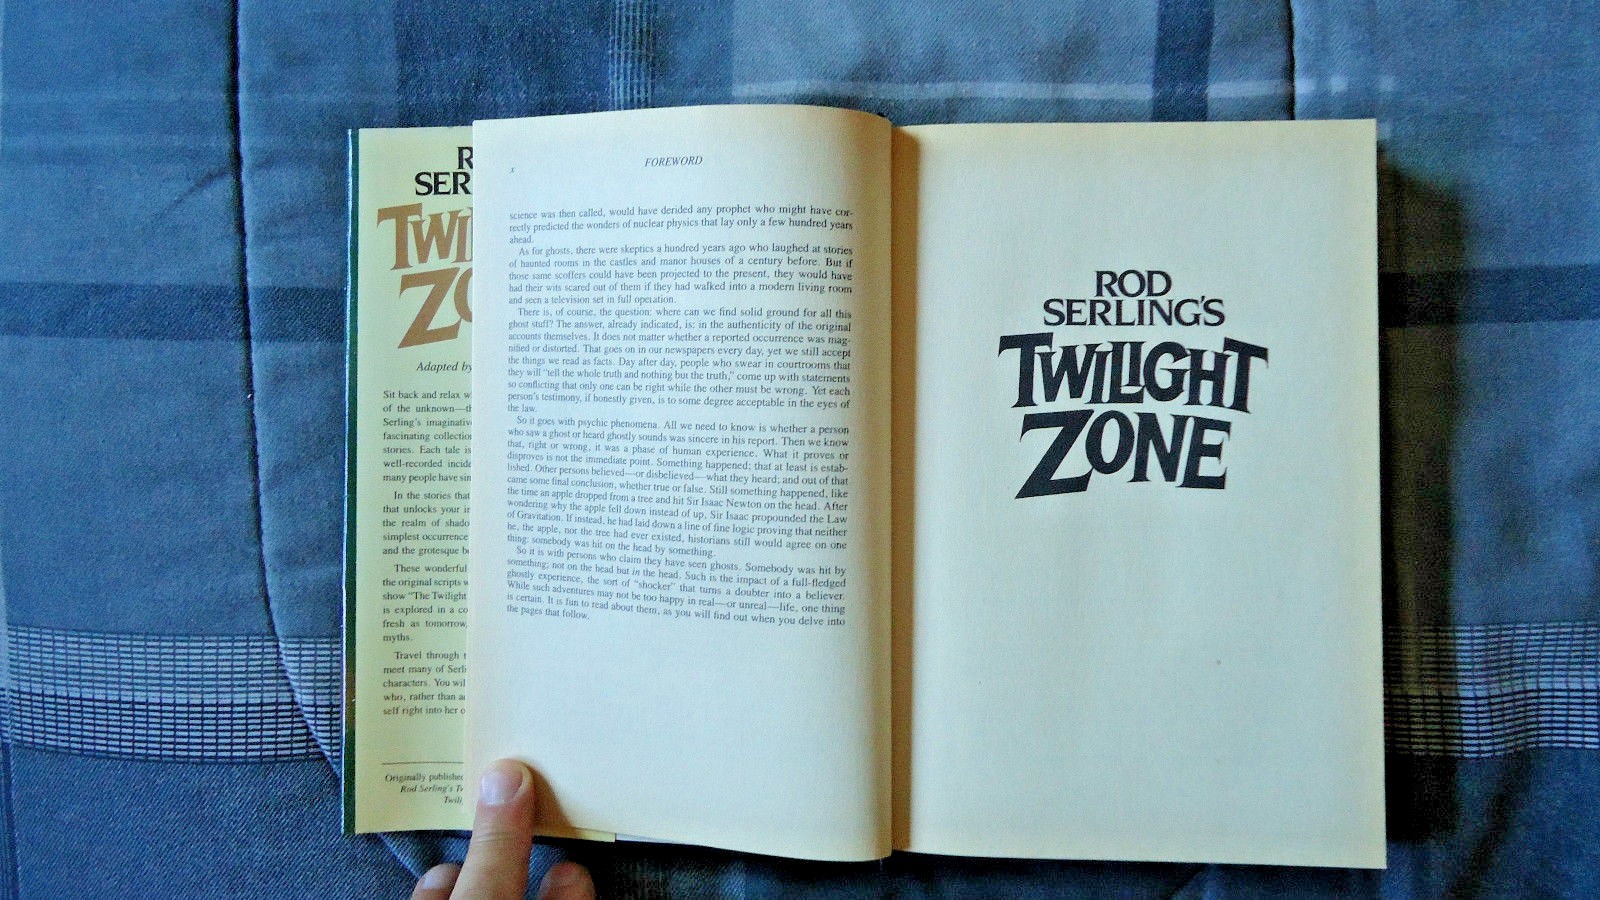 R
SER
TWI
ZO
Adapted by
Sit back and relax w
of the unknown—th
Serling's imaginative
fascinating collection
stories. Each tale is
well-recorded incide
many people have sin
In the stories that
that unlocks your in
the realm of shado
simplest occurrence
and the grotesque be
These wonderful
the original scripts w
show "The Twilight
is explored in a co
fresh as tomorrow,
myths.
Travel through t
meet many of Serli
characters. You wil
who, rather than a
self right into her o
Originally published
Rod Serling's Tw
Twili
x
FOREWORD
science was then called, would have derided any prophet who might have cor-
rectly predicted the wonders of nuclear physics that lay only a few hundred years
ahead.
As for ghosts, there were skeptics a hundred years ago who laughed at stories
of haunted rooms in the castles and manor houses of a century before. But if
those same scoffers could have been projected to the present, they would have
had their wits scared out of them if they had walked into a modern living room
and seen a television set in full operation.
There is, of course, the question: where can we find solid ground for all this
ghost stuff? The answer, already indicated, is: in the authenticity of the original
accounts themselves. It does not matter whether a reported occurrence was mag-
nified or distorted. That goes on in our newspapers every day, yet we still accept
the things we read as facts. Day after day, people who swear in courtrooms that
they will "tell the whole truth and nothing but the truth," come up with statements
so conflicting that only one can be right while the other must be wrong. Yet each
person's testimony, if honestly given, is to some degree acceptable in the eyes of
the law.
So it goes with psychic phenomena. All we need to know is whether a person
who saw a ghost or heard ghostly sounds was sincere in his report. Then we know
that, right or wrong, it was a phase of human experience. What it proves or
disproves is not the immediate point. Something happened; that at least is estab-
lished. Other persons believed—or disbelieved—what they heard; and out of that
came some final conclusion, whether true or false. Still something happened, like
the time an apple dropped from a tree and hit Sir Isaac Newton on the head. After
wondering why the apple fell down instead of up, Sir Isaac propounded the Law
of Gravitation. If instead, he had laid down a line of fine logic proving that neither
he, the apple, nor the tree had ever existed, historians still would agree on one
thing: somebody was hit on the head by something.
So it is with persons who claim they have seen ghosts. Somebody was hit by
something, not on the head but in the head. Such is the impact of a full-fledged
ghostly experience, the sort of "shocker" that turns a doubter into a believer.
While such adventures may not be too happy in real—or unreal—life, one thing
is certain. It is fun to read about them, as you will find out when you delve into
the pages that follow.
ROD
SERLING'S
TWILIGHT
ZONE